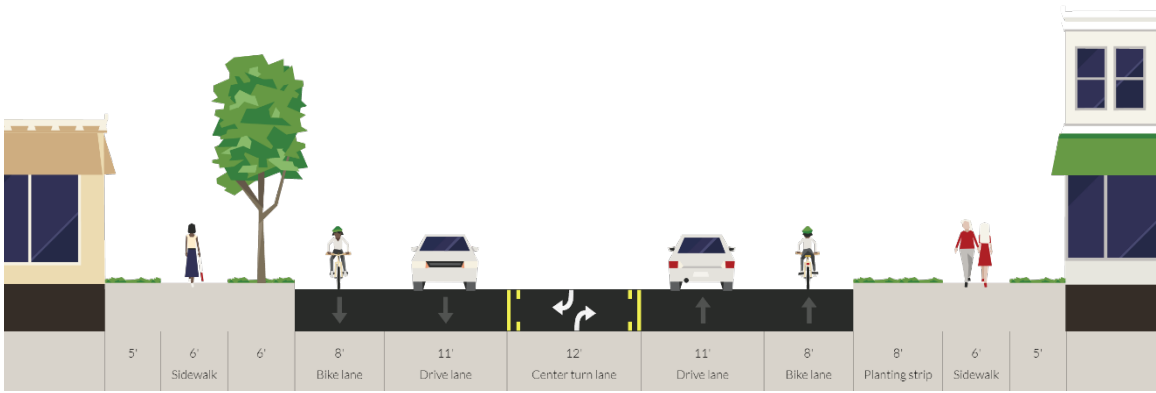 5'
6'
Sidewalk
6'
8'
Bike lane
11'
Drive lane
12'
Center turn lane
11'
Drive lane
8'
Bike lane
8'
Planting strip
6'
Sidewalk
5'